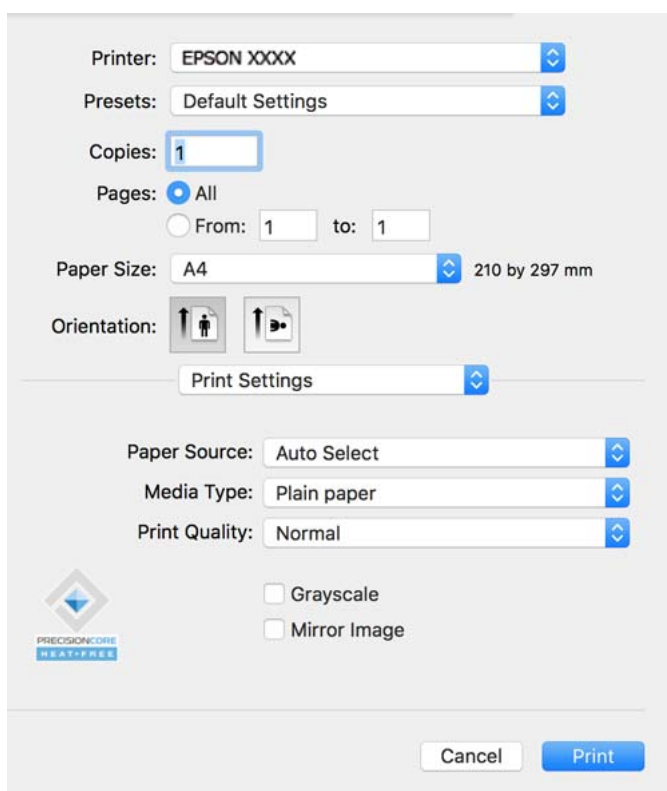 Printer: EPSON XXXX
Presets: Default Settings
Copies: 1
Pages: All
From: 1 to: 1
Paper Size: A4 210 by 297 mm
Orientation:
Print Settings
Paper Source: Auto Select
Media Type: Plain paper
Print Quality: Normal
Grayscale
Mirror Image
PRECISIONCORE
HEAT-FREE
Cancel Print